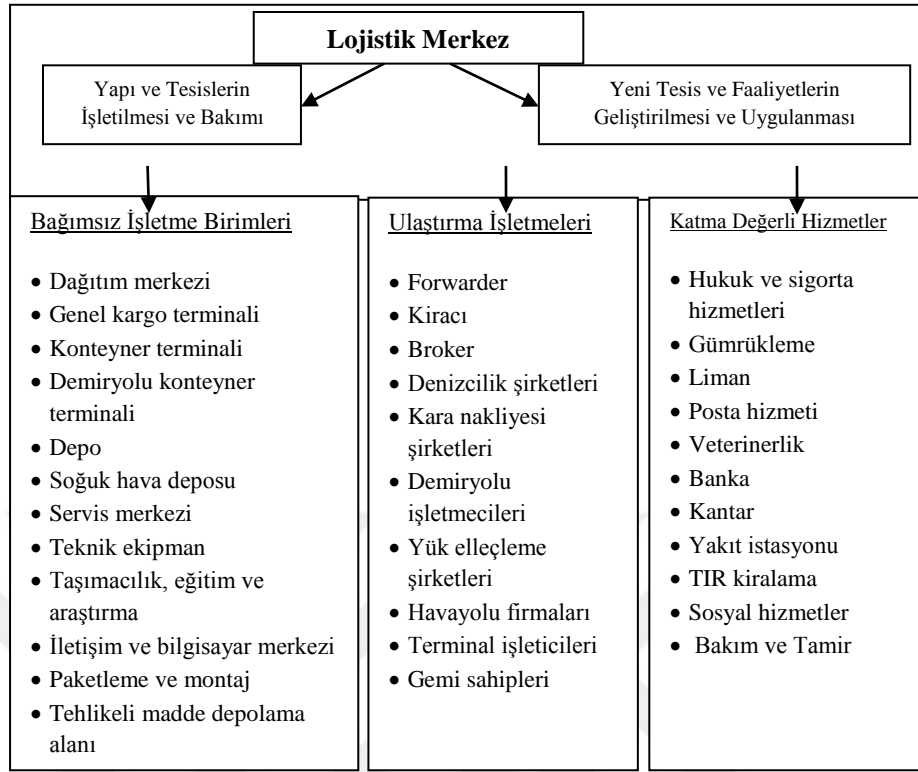 Lojistik Merkez
Yapı ve Tesislerin
İşletilmesi ve Bakımı
Yeni Tesis ve Faaliyetlerin
Geliştirilmesi ve Uygulanması
Bağımsız İşletme Birimleri
• Dağıtım merkezi
• Genel kargo terminali
• Konteyner terminali
• Demiryolu konteyner
terminali
• Depo
• Soğuk hava deposu
• Servis merkezi
• Teknik ekipman
• Taşımacılık, eğitim ve
araştırma
• İletişim ve bilgisayar merkezi
• Paketleme ve montaj
• Tehlikeli madde depolama
alanı
Ulaştırma İşletmeleri
• Forwarder
• Kiracı
• Broker
• Denizcilik şirketleri
• Kara nakliyesi
şirketleri
• Demiryolu
işletmecileri
• Yük elleçleme
şirketleri
• Havayolu firmaları
• Terminal işleticileri
• Gemi sahipleri
Katma Değerli Hizmetler
• Hukuk ve sigorta
hizmetleri
• Gümrükleme
• Liman
• Posta hizmeti
• Veterinerlik
• Banka
• Kantar
• Yakıt istasyonu
• TIR kiralama
• Sosyal hizmetler
• Bakım ve Tamir